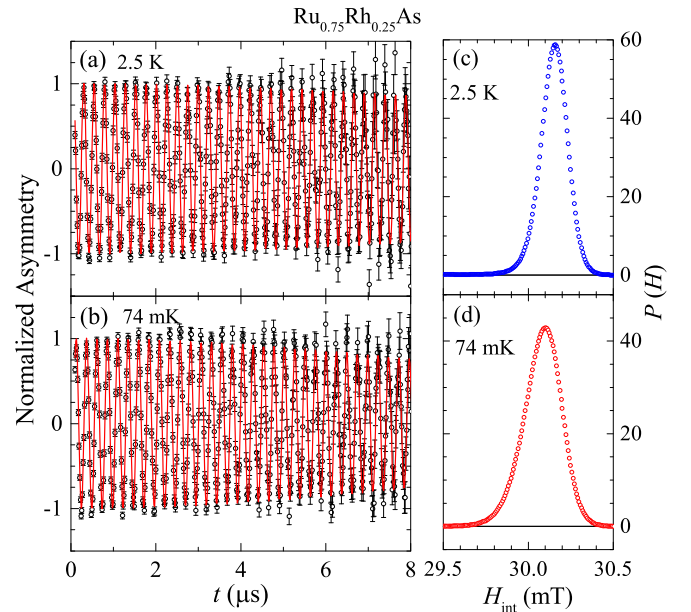 Ru0.75Rh0.25As
(a) 2.5 K
1
0
-1
(b) 74 mK
1
0
-1
Normalized Asymmetry
0 2 4 6 8
t (μs)
(c)
2.5 K
60
40
20
0
(d)
74 mK
40
20
0
P (H)
29.5 30.0 30.5
Hint (mT)